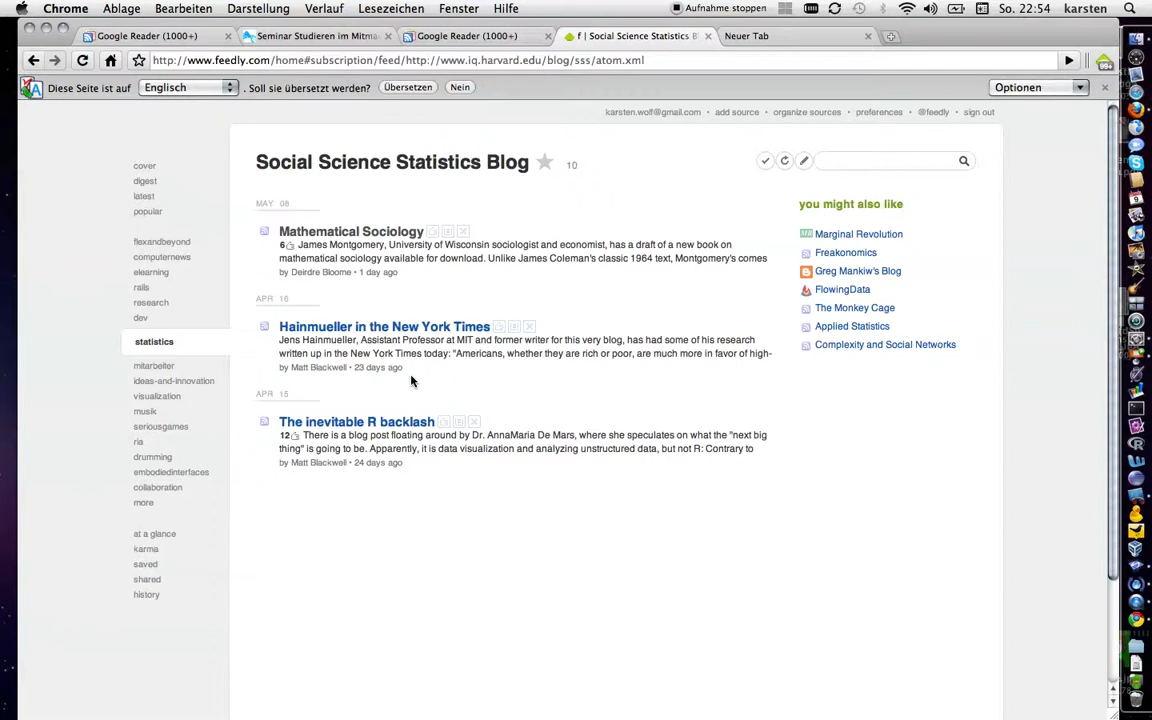 Chrome Ablage Bearbeiten Darstellung Verlauf Lesezeichen Fenster Hilfe Aufnahme stoppen So. 22:54 karsten
Google Reader (1000+) Seminar Studieren im Mitma Google Reader (1000+) f | Social Science Statistics B Neuer Tab
http://www.feedly.com/home#subscription/feed/http://www.iq.harvard.edu/blog/sss/atom.xml
99+
Diese Seite ist auf Englisch . Soll sie übersetzt werden? Übersetzen Nein Optionen
karsten.wolf@gmail.com • add source • organize sources • preferences • @feedly • sign out
cover
digest
latest
popular
flexandbeyond
computernews
elearning
rails
research
dev
statistics
mitarbeiter
ideas-and-innovation
visualization
musik
seriousgames
ria
drumming
embodiedinterfaces
collaboration
more
at a glance
karma
saved
shared
history
Social Science Statistics Blog 10
MAY 08
Mathematical Sociology
6 James Montgomery, University of Wisconsin sociologist and economist, has a draft of a new book on
mathematical sociology available for download. Unlike James Coleman's classic 1964 text, Montgomery's comes
by Deirdre Bloome • 1 day ago
APR 16
Hainmueller in the New York Times
Jens Hainmueller, Assistant Professor at MIT and former writer for this very blog, has had some of his research
written up in the New York Times today: "Americans, whether they are rich or poor, are much more in favor of high-
by Matt Blackwell • 23 days ago
APR 15
The inevitable R backlash
12 There is a blog post floating around by Dr. AnnaMaria De Mars, where she speculates on what the "next big
thing" is going to be. Apparently, it is data visualization and analyzing unstructured data, but not R: Contrary to
by Matt Blackwell • 24 days ago
you might also like
Marginal Revolution
Freakonomics
Greg Mankiw's Blog
FlowingData
The Monkey Cage
Applied Statistics
Complexity and Social Networks